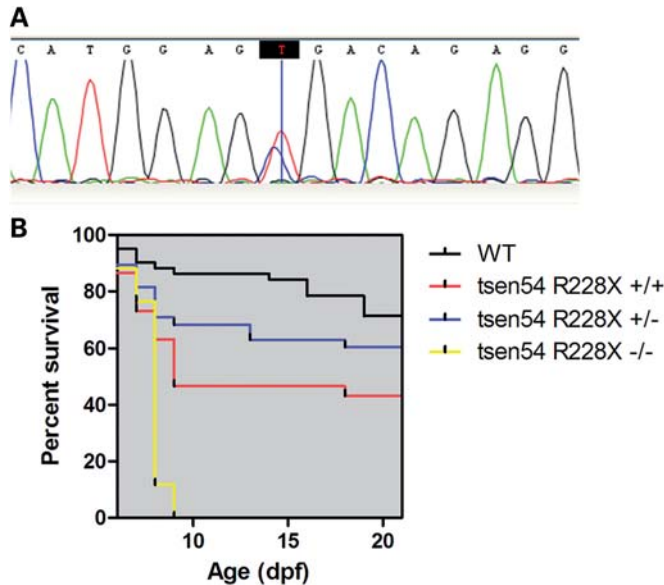 A
C A T G G A G T G A C A G A G G
B
100
80
60
40
20
0
Percent survival
10 15 20
Age (dpf)
WT
tsen54 R228X +/+
tsen54 R228X +/-
tsen54 R228X -/-